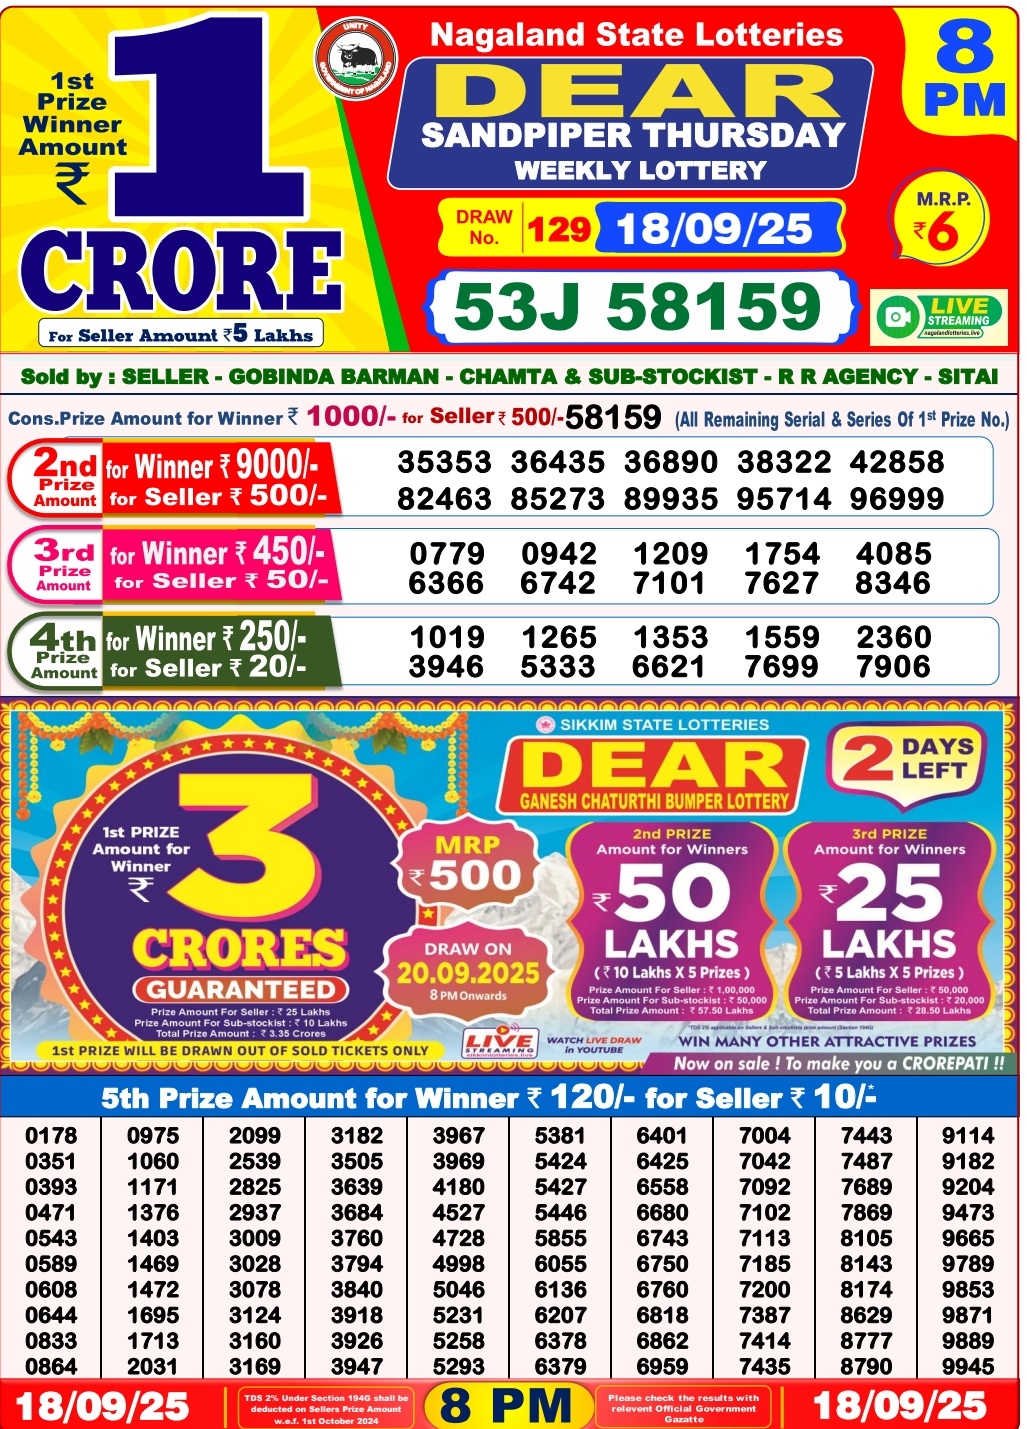 1st
Prize
Winner
Amount
₹
1
CRORE
For Seller Amount ₹5 Lakhs
UNITY
GOVERNMENT OF NAGALAND
Nagaland State Lotteries
DEAR
SANDPIPER THURSDAY
WEEKLY LOTTERY
8
PM
DRAW
No.
129
18/09/25
M.R.P.
₹6
53J 58159
LIVE
STREAMING
nagalandlotteries.live
Sold by : SELLER - GOBINDA BARMAN - CHAMTA & SUB-STOCKIST - R R AGENCY - SITAI
Cons.Prize Amount for Winner ₹ 1000/- for Seller ₹ 500/- 58159 (All Remaining Serial & Series Of 1st Prize No.)
2nd
Prize
Amount
for Winner ₹ 9000/-
for Seller ₹ 500/-
35353 36435 36890 38322 42858
82463 85273 89935 95714 96999
3rd
Prize
Amount
for Winner ₹ 450/-
for Seller ₹ 50/-
0779 0942 1209 1754 4085
6366 6742 7101 7627 8346
4th
Prize
Amount
for Winner ₹ 250/-
for Seller ₹ 20/-
1019 1265 1353 1559 2360
3946 5333 6621 7699 7906
SIKKIM STATE LOTTERIES
DEAR
GANESH CHATURTHI BUMPER LOTTERY
2 DAYS
LEFT
1st PRIZE
Amount for
Winner
₹
3
CRORES
GUARANTEED
Prize Amount For Seller : ₹ 25 Lakhs
Prize Amount For Sub-stockist : ₹ 10 Lakhs
Total Prize Amount : ₹ 3.35 Crores
1st PRIZE WILL BE DRAWN OUT OF SOLD TICKETS ONLY
MRP
₹500
DRAW ON
20.09.2025
8 PM Onwards
2nd PRIZE
Amount for Winners
₹50
LAKHS
(₹ 10 Lakhs X 5 Prizes )
Prize Amount For Seller : ₹ 1,00,000
Prize Amount For Sub-stockist : ₹ 50,000
Total Prize Amount : ₹ 57.50 Lakhs
3rd PRIZE
Amount for Winners
₹25
LAKHS
(₹ 5 Lakhs X 5 Prizes )
Prize Amount For Seller : ₹ 50,000
Prize Amount For Sub-stockist : ₹ 20,000
Total Prize Amount : ₹ 28.50 Lakhs
*TDS 2% applicable on Sellers & Sub-stockists prize amount (Section 194G)
LIVE
STREAMING
sikkimlotteries.live
WATCH LIVE DRAW
in YOUTUBE
WIN MANY OTHER ATTRACTIVE PRIZES
Now on sale ! To make you a CROREPATI !!
5th Prize Amount for Winner ₹ 120/- for Seller ₹ 10/-*
0178 0975 2099 3182 3967 5381 6401 7004 7443 9114
0351 1060 2539 3505 3969 5424 6425 7042 7487 9182
0393 1171 2825 3639 4180 5427 6558 7092 7689 9204
0471 1376 2937 3684 4527 5446 6680 7102 7869 9473
0543 1403 3009 3760 4728 5855 6743 7113 8105 9665
0589 1469 3028 3794 4998 6055 6750 7185 8143 9789
0608 1472 3078 3840 5046 6136 6760 7200 8174 9853
0644 1695 3124 3918 5231 6207 6818 7387 8629 9871
0833 1713 3160 3926 5258 6378 6862 7414 8777 9889
0864 2031 3169 3947 5293 6379 6959 7435 8790 9945
18/09/25
TDS 2% Under Section 194G shall be
deducted on Sellers Prize Amount
w.e.f. 1st October 2024
8 PM
Please check the results with
relevent Official Government
Gazatte
18/09/25